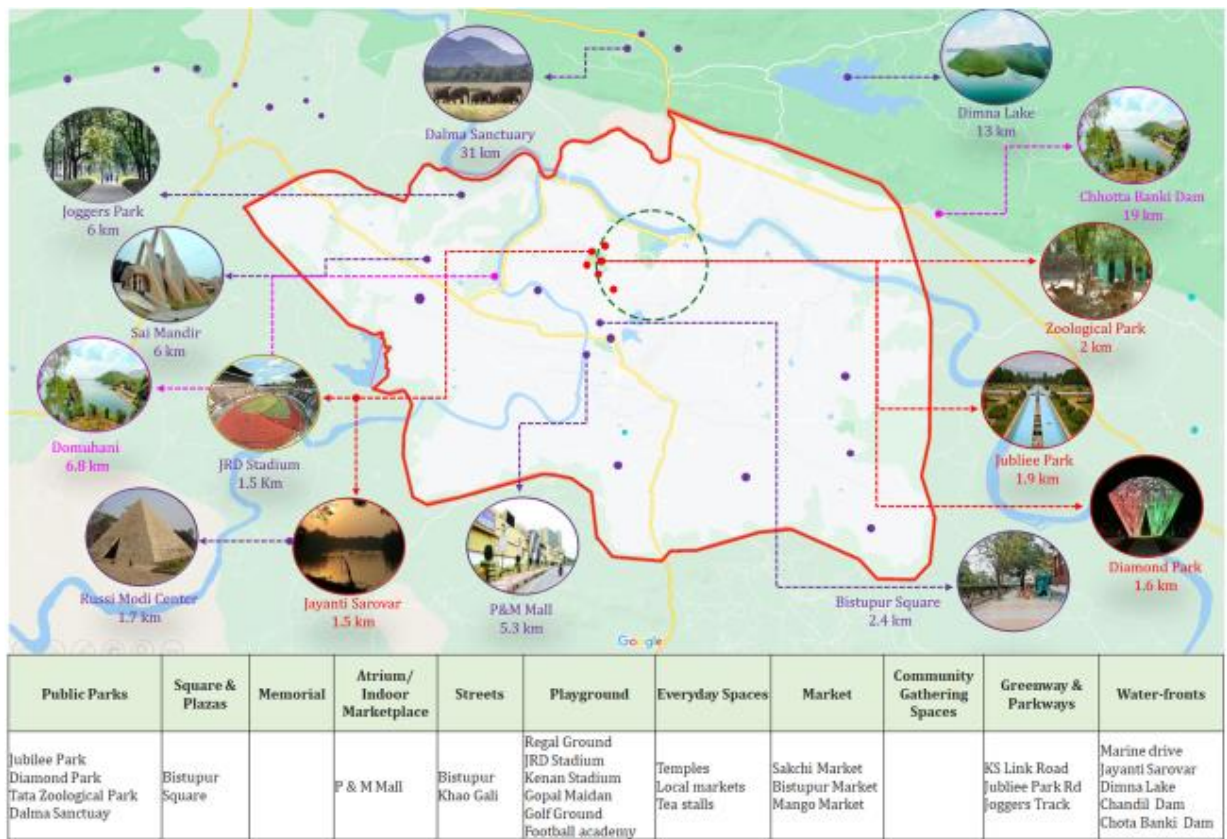 Dalma Sanctuary
31 km
Dimna Lake
13 km
Chhotta Banki Dam
19 km
Joggers Park
6 km
Sai Mandir
6 km
Zoological Park
2 km
Domuhani
6.8 km
JRD Stadium
1.5 Km
Jubliee Park
1.9 km
Russi Modi Center
1.7 km
Jayanti Sarovar
1.5 km
P&M Mall
5.3 km
Bistupur Square
2.4 km
Diamond Park
1.6 km
Google
Public Parks
Square &
Plazas
Memorial
Atrium/
Indoor
Marketplace
Streets
Playground
Everyday Spaces
Market
Community
Gathering
Spaces
Greenway &
Parkways
Water-fronts
Jubilee Park
Diamond Park
Tata Zoological Park
Dalma Sanctuay
Bistupur
Square
P & M Mall
Bistupur
Khao Gali
Regal Ground
JRD Stadium
Kenan Stadium
Gopal Maidan
Golf Ground
Football academy
Temples
Local markets
Tea stalls
Sakchi Market
Bistupur Market
Mango Market
KS Link Road
Jubliee Park Rd
Joggers Track
Marine drive
Jayanti Sarovar
Dimna Lake
Chandil Dam
Chota Banki Dam